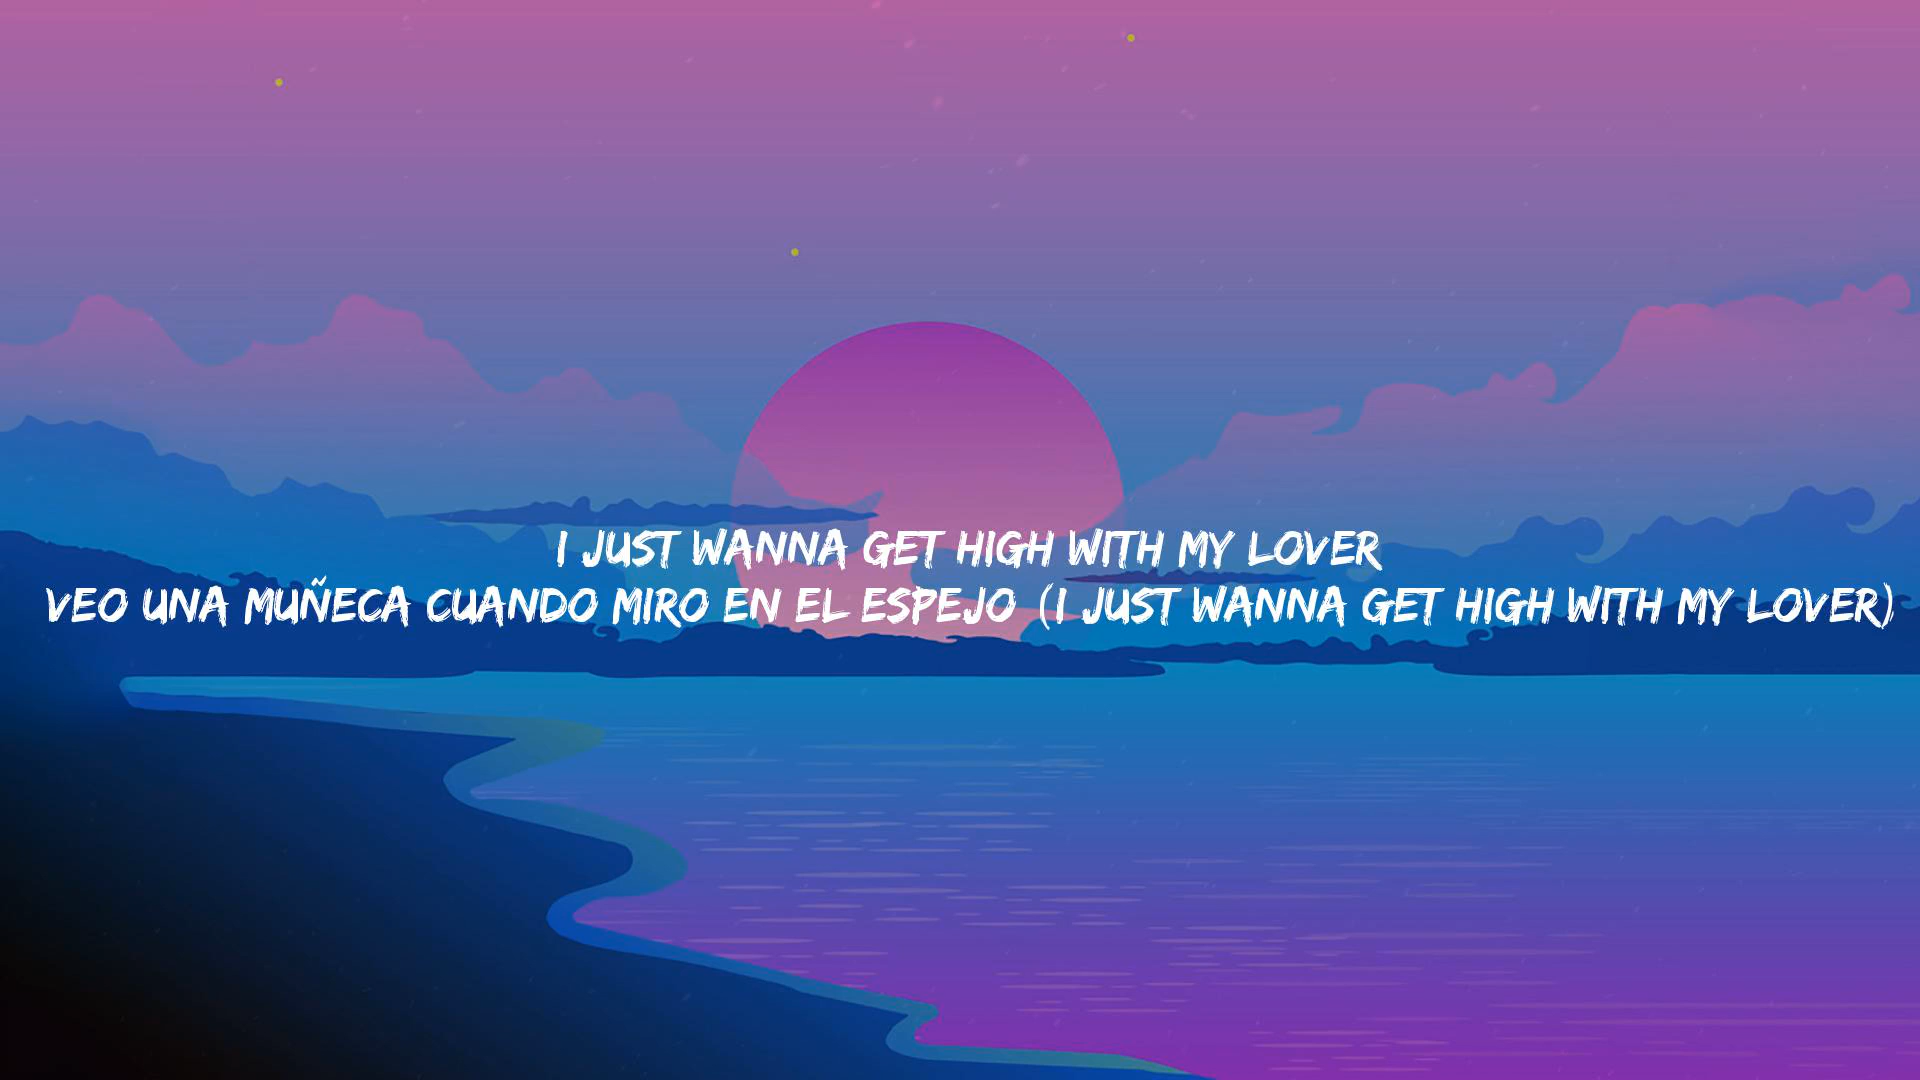 I JUST WANNA GET HIGH WITH MY LOVER
VEO UNA MUÑECA CUANDO MIRO EN EL ESPEJO (I JUST WANNA GET HIGH WITH MY LOVER)